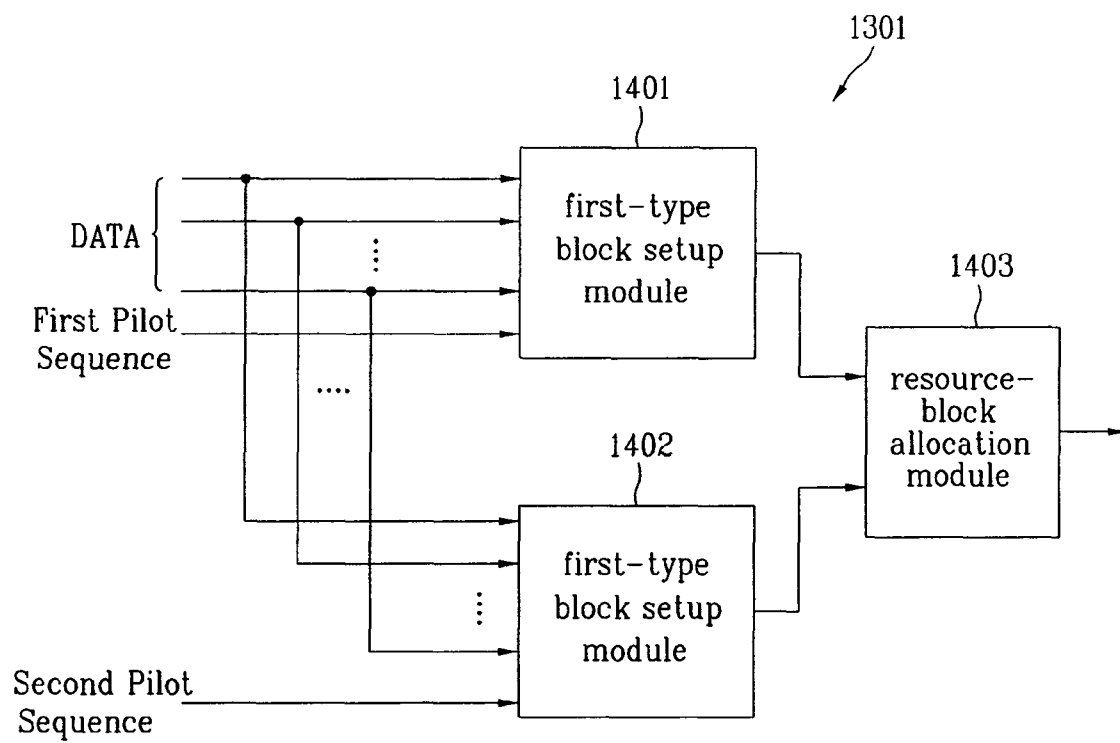 1301
1401
first-type
block setup
module
DATA
First Pilot
Sequence
1403
resource-
block
allocation
module
1402
first-type
block setup
module
Second Pilot
Sequence